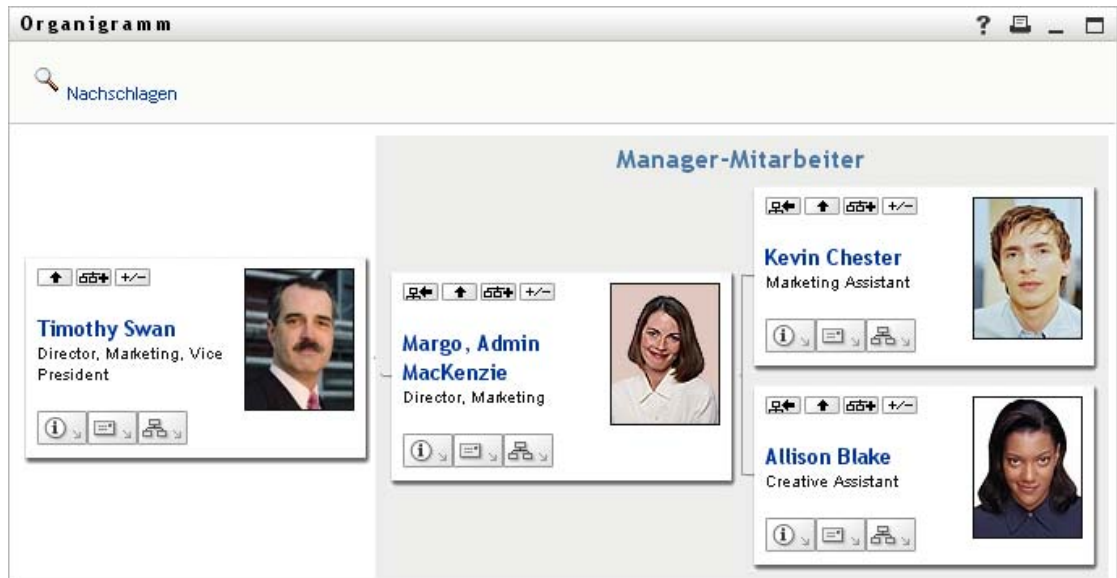 Organigramm
Nachschlagen
Manager-Mitarbeiter
Timothy Swan
Director, Marketing, Vice
President
Margo, Admin
MacKenzie
Director, Marketing
Kevin Chester
Marketing Assistant
Allison Blake
Creative Assistant